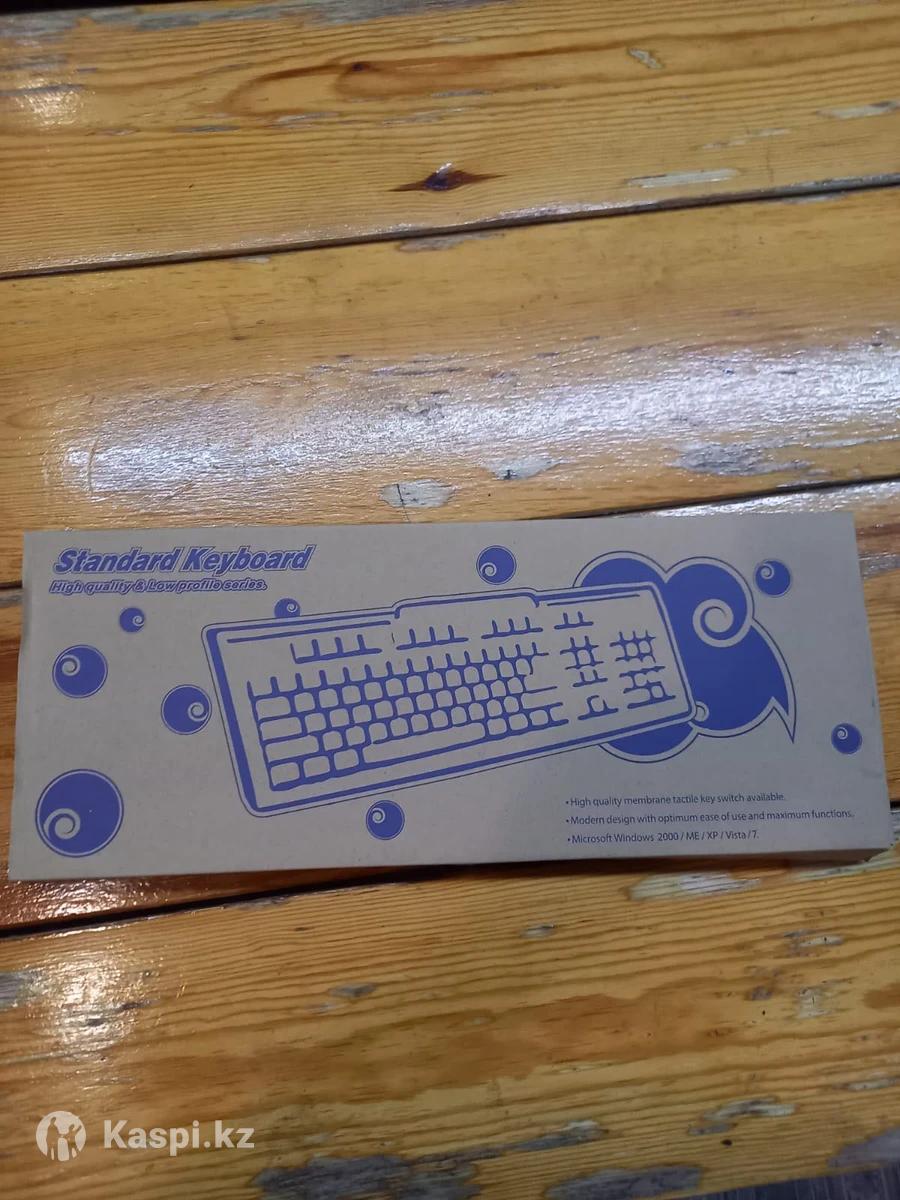 Standard Keyboard
High quality & Low profile series.
• High quality membrane tactile key switch available.
• Modern design with optimum ease of use and maximum functions.
• Microsoft Windows 2000 / ME / XP / Vista / 7.
Kaspi.kz